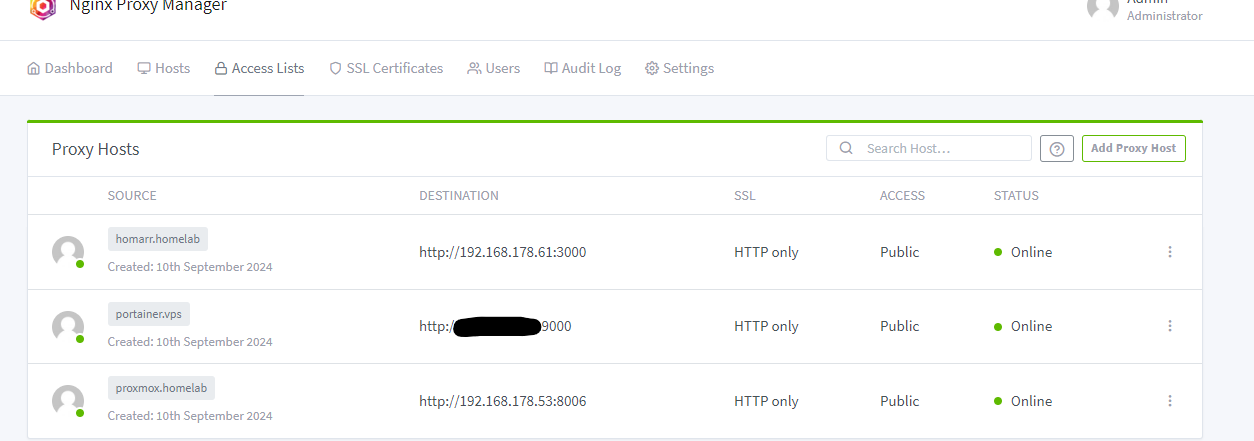 Nginx Proxy Manager
Admin
Administrator
Dashboard Hosts Access Lists SSL Certificates Users Audit Log Settings
Proxy Hosts Search Host... Add Proxy Host
SOURCE DESTINATION SSL ACCESS STATUS
homarr.homelab
http://192.168.178.61:3000 HTTP only Public Online
Created: 10th September 2024
portainer.vps
http:/ 9000 HTTP only Public Online
Created: 10th September 2024
proxmox.homelab
http://192.168.178.53:8006 HTTP only Public Online
Created: 10th September 2024